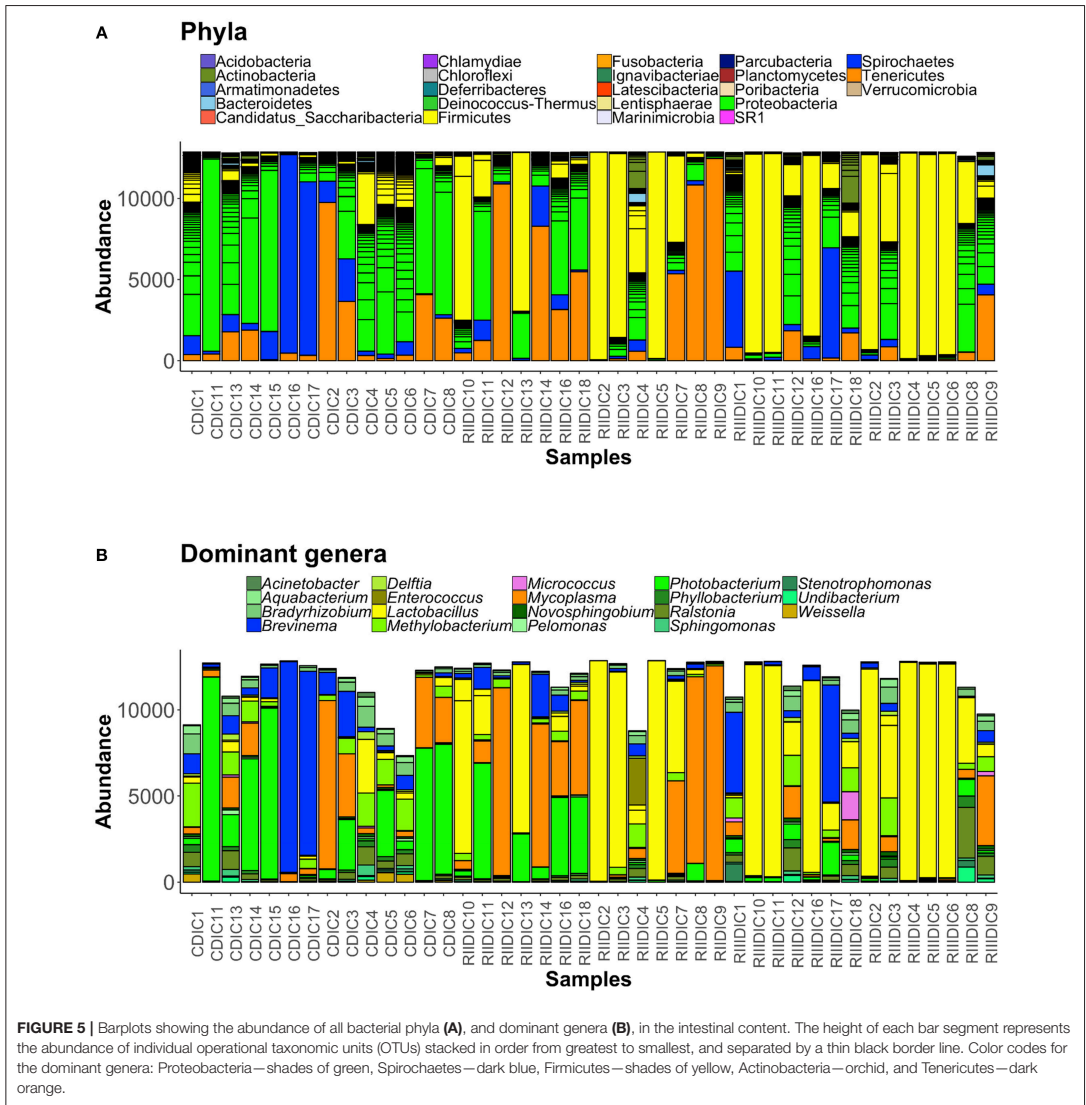 A
Phyla
Acidobacteria Chlamydiae Fusobacteria Parcubacteria Spirochaetes
Actinobacteria Chloroflexi Ignavibacteriae Planctomycetes Tenericutes
Armatimonadetes Deferribacteres Latescibacteria Poribacteria Verrucomicrobia
Bacteroidetes Deinococcus-Thermus Lentisphaerae Proteobacteria
Candidatus_Saccharibacteria Firmicutes Marinimicrobia SR1
Abundance
10000
5000
0
CDIC1 CDIC11 CDIC13 CDIC14 CDIC15 CDIC16 CDIC17 CDIC2 CDIC3 CDIC4 CDIC5 CDIC6 CDIC7 CDIC8 RIIDIC10 RIIDIC11 RIIDIC12 RIIDIC13 RIIDIC14 RIIDIC16 RIIDIC18 RIIDIC2 RIIDIC3 RIIDIC4 RIIDIC5 RIIDIC7 RIIDIC8 RIIDIC9 RIIIDIC1 RIIIDIC10 RIIIDIC11 RIIIDIC12 RIIIDIC16 RIIIDIC17 RIIIDIC18 RIIIDIC2 RIIIDIC3 RIIIDIC4 RIIIDIC5 RIIIDIC6 RIIIDIC8 RIIIDIC9
Samples
B
Dominant genera
Acinetobacter Delftia Micrococcus Photobacterium Stenotrophomonas
Aquabacterium Enterococcus Mycoplasma Phyllobacterium Undibacterium
Bradyrhizobium Lactobacillus Novosphingobium Ralstonia Weissella
Brevinema Methylobacterium Pelomonas Sphingomonas
Abundance
10000
5000
0
CDIC1 CDIC11 CDIC13 CDIC14 CDIC15 CDIC16 CDIC17 CDIC2 CDIC3 CDIC4 CDIC5 CDIC6 CDIC7 CDIC8 RIIDIC10 RIIDIC11 RIIDIC12 RIIDIC13 RIIDIC14 RIIDIC16 RIIDIC18 RIIDIC2 RIIDIC3 RIIDIC4 RIIDIC5 RIIDIC7 RIIDIC8 RIIDIC9 RIIIDIC1 RIIIDIC10 RIIIDIC11 RIIIDIC12 RIIIDIC16 RIIIDIC17 RIIIDIC18 RIIIDIC2 RIIIDIC3 RIIIDIC4 RIIIDIC5 RIIIDIC6 RIIIDIC8 RIIIDIC9
Samples
FIGURE 5 | Barplots showing the abundance of all bacterial phyla (A), and dominant genera (B), in the intestinal content. The height of each bar segment represents
the abundance of individual operational taxonomic units (OTUs) stacked in order from greatest to smallest, and separated by a thin black border line. Color codes for
the dominant genera: Proteobacteria—shades of green, Spirochaetes—dark blue, Firmicutes—shades of yellow, Actinobacteria—orchid, and Tenericutes—dark
orange.